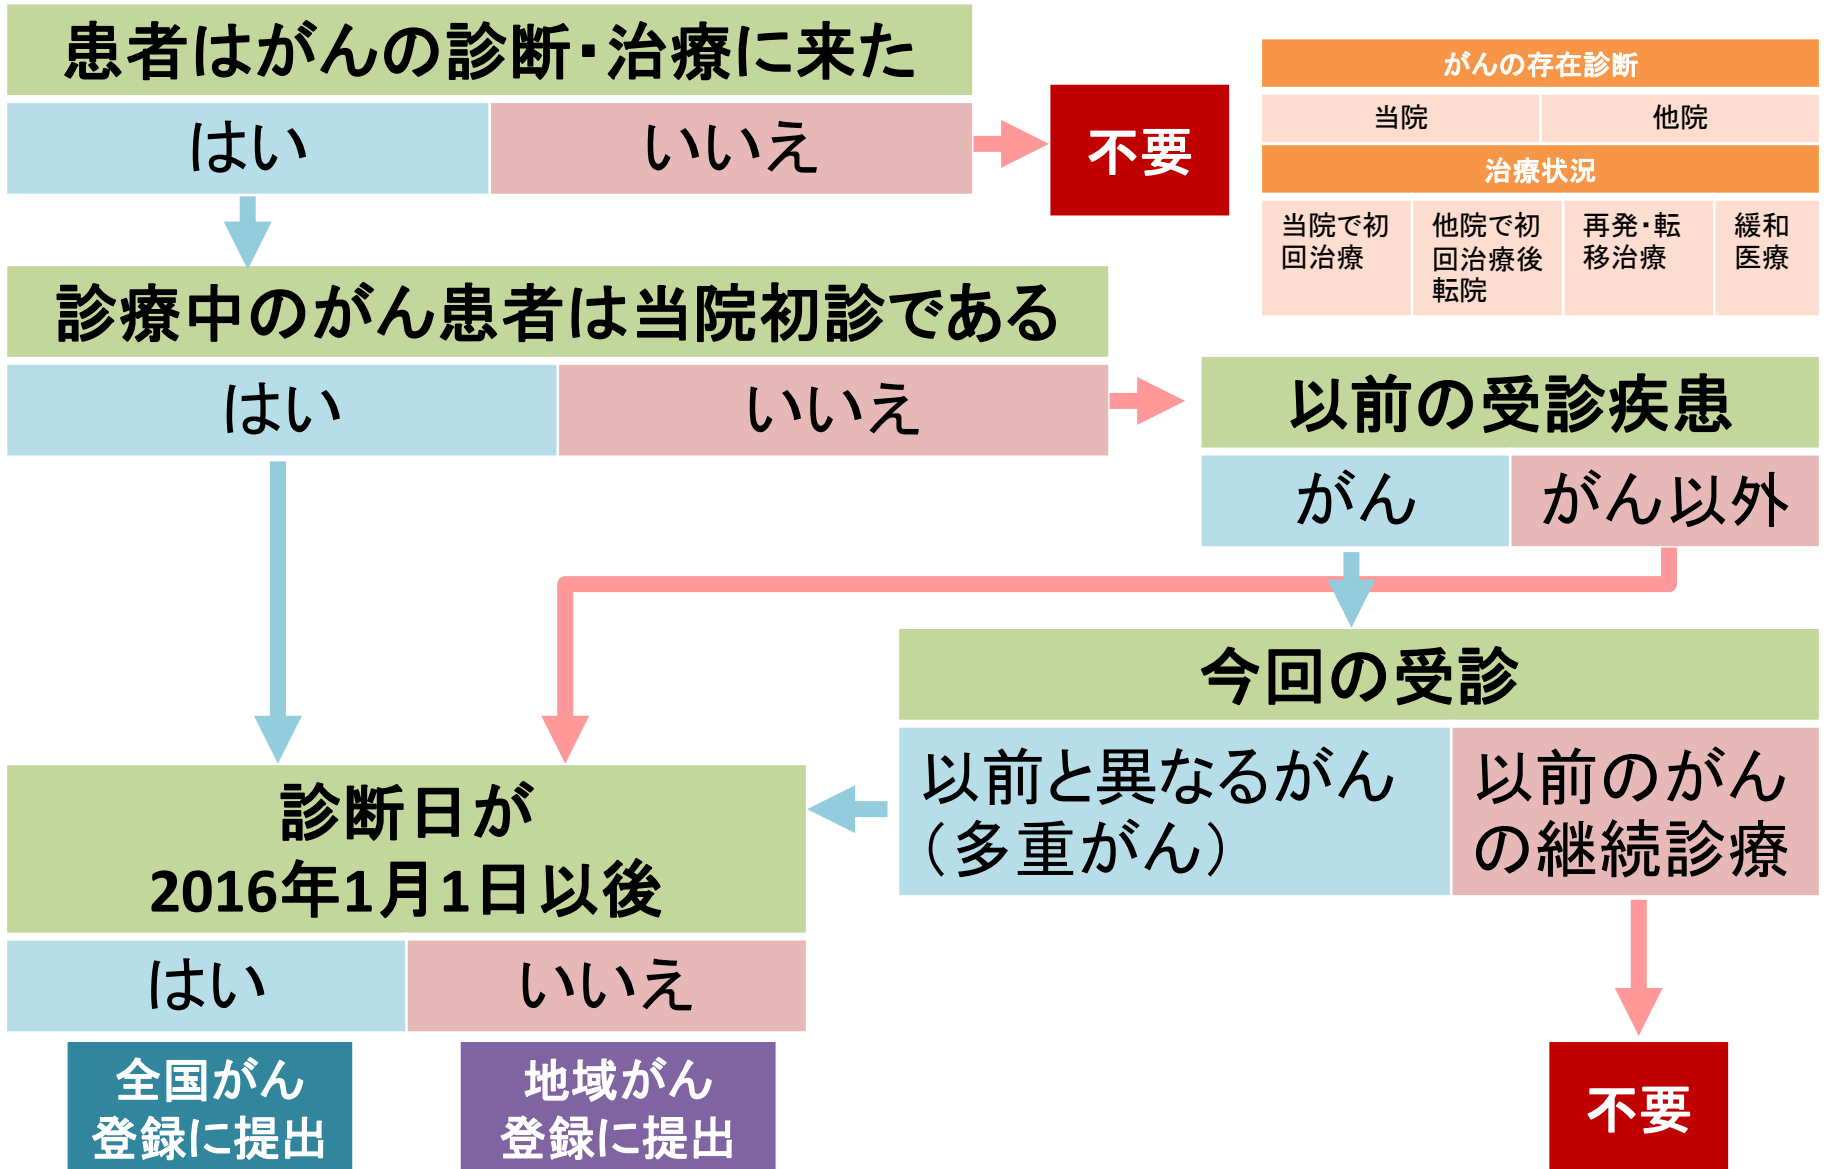 患者はがんの診断・治療に来た
はい
いいえ
不要
がんの存在診断
当院
他院
治療状況
当院で初
回治療
他院で初
回治療後
転院
再発・転
移治療
緩和
医療
診療中のがん患者は当院初診である
はい
いいえ
以前の受診疾患
がん
がん以外
今回の受診
以前と異なるがん
（多重がん）
以前のがん
の継続診療
診断日が
2016年1月1日以後
はい
いいえ
全国がん
登録に提出
地域がん
登録に提出
不要